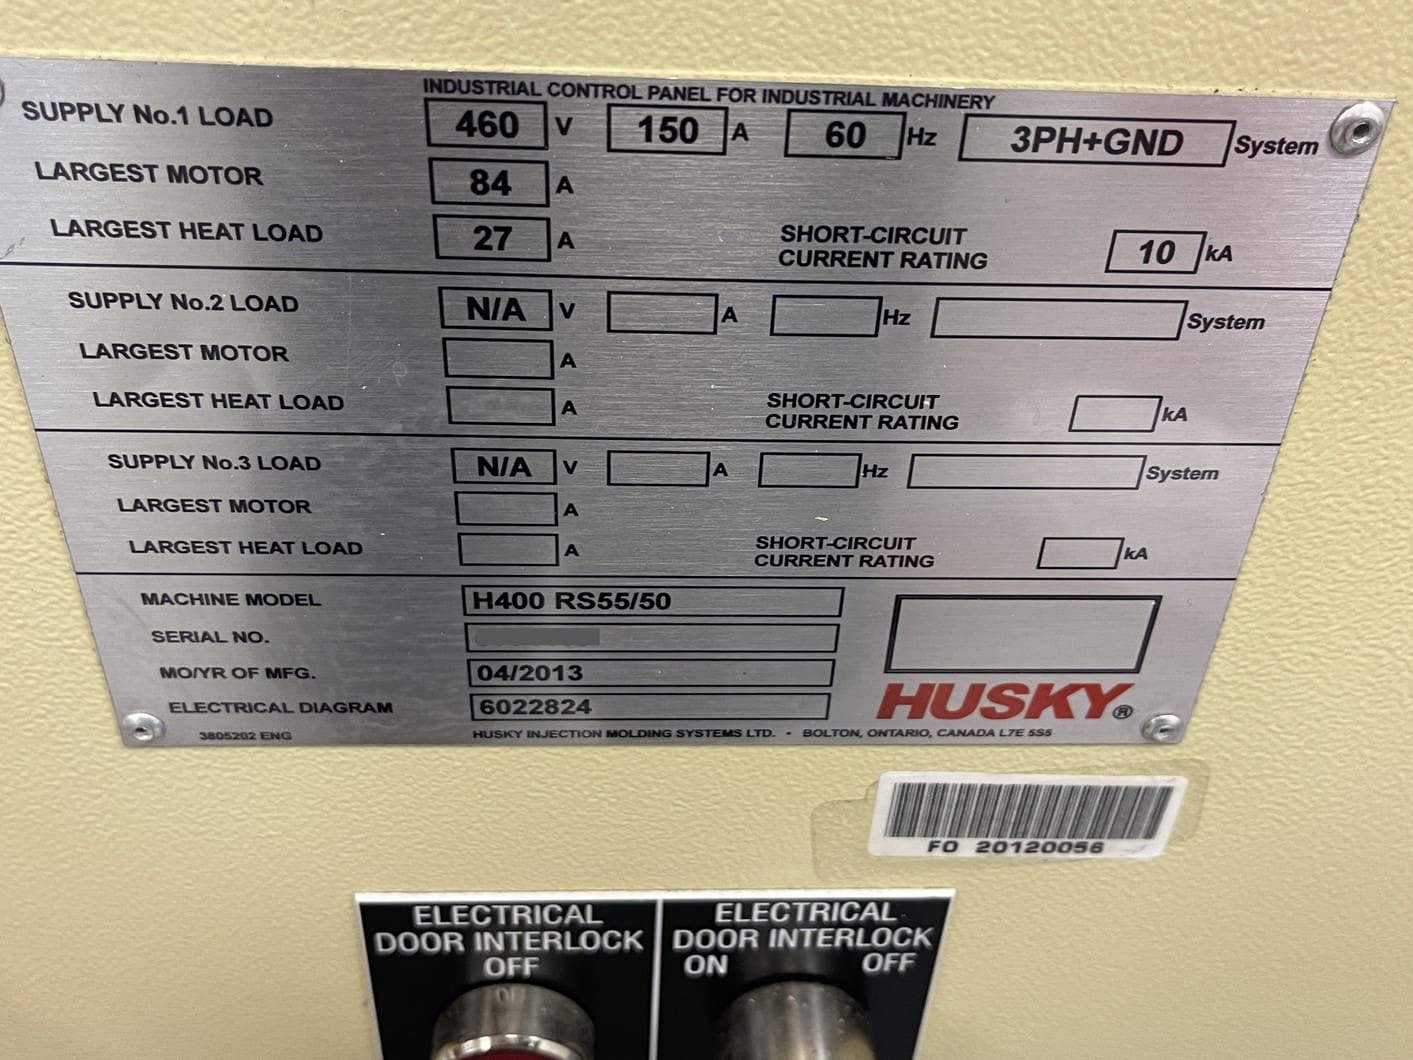 INDUSTRIAL CONTROL PANEL FOR INDUSTRIAL MACHINERY
SUPPLY No.1 LOAD 460 V 150 A 60 Hz 3PH+GND System
LARGEST MOTOR 84 A
LARGEST HEAT LOAD 27 A SHORT-CIRCUIT
CURRENT RATING 10 kA
SUPPLY No.2 LOAD N/A V A Hz System
LARGEST MOTOR A
LARGEST HEAT LOAD A SHORT-CIRCUIT
CURRENT RATING kA
SUPPLY No.3 LOAD N/A V A Hz System
LARGEST MOTOR A
LARGEST HEAT LOAD A SHORT-CIRCUIT
CURRENT RATING kA
MACHINE MODEL H400 RS55/50
SERIAL NO.
MO/YR OF MFG. 04/2013
ELECTRICAL DIAGRAM 6022824
HUSKY®
3805202 ENG HUSKY INJECTION MOLDING SYSTEMS LTD. - BOLTON, ONTARIO, CANADA L7E 5S5
FO 20120056
ELECTRICAL
DOOR INTERLOCK
OFF
ELECTRICAL
DOOR INTERLOCK
ON OFF